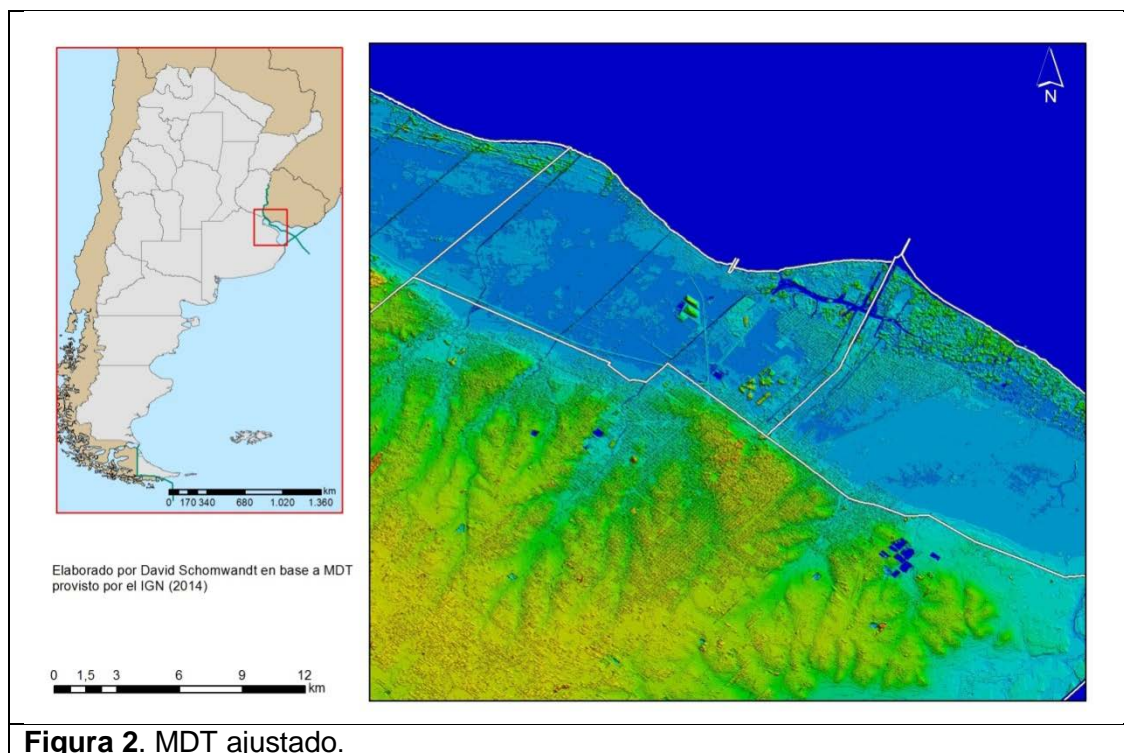 N
km
0 170 340 680 1.020 1.360
Elaborado por David Schomwandt en base a MDT
provisto por el IGN (2014)
0 1,5 3 6 9 12
km
Figura 2. MDT ajustado.